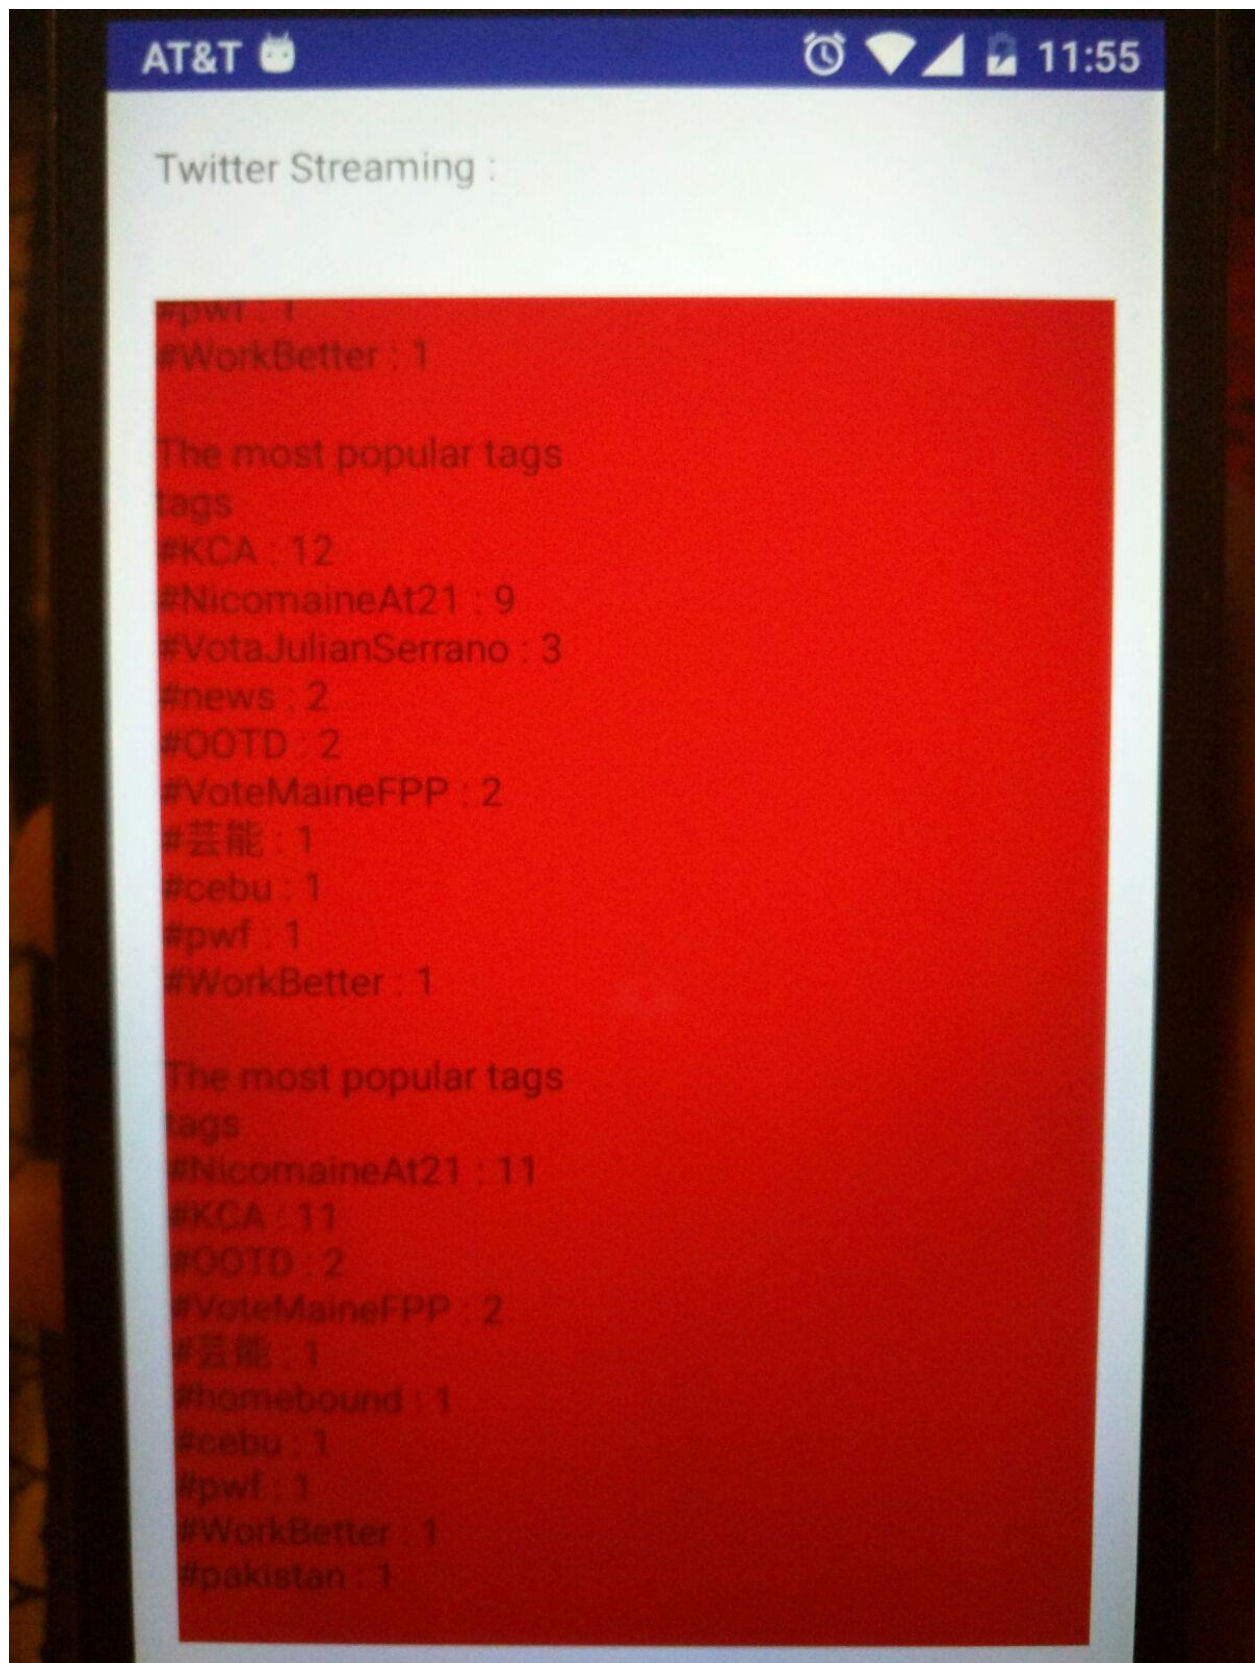 AT&T 11:55
Twitter Streaming :
#pwf : 1
#WorkBetter : 1
The most popular tags
tags
#KCA : 12
#NicomaineAt21 : 9
#VotaJulianSerrano : 3
#news : 2
#OOTD : 2
#VoteMaineFPP : 2
#芸能 : 1
#cebu : 1
#pwf : 1
#WorkBetter : 1
The most popular tags
tags
#NicomaineAt21 : 11
#KCA : 11
#OOTD : 2
#VoteMaineFPP : 2
#芸能 : 1
#homebound : 1
#cebu : 1
#pwf : 1
#WorkBetter : 1
#pakistan : 1